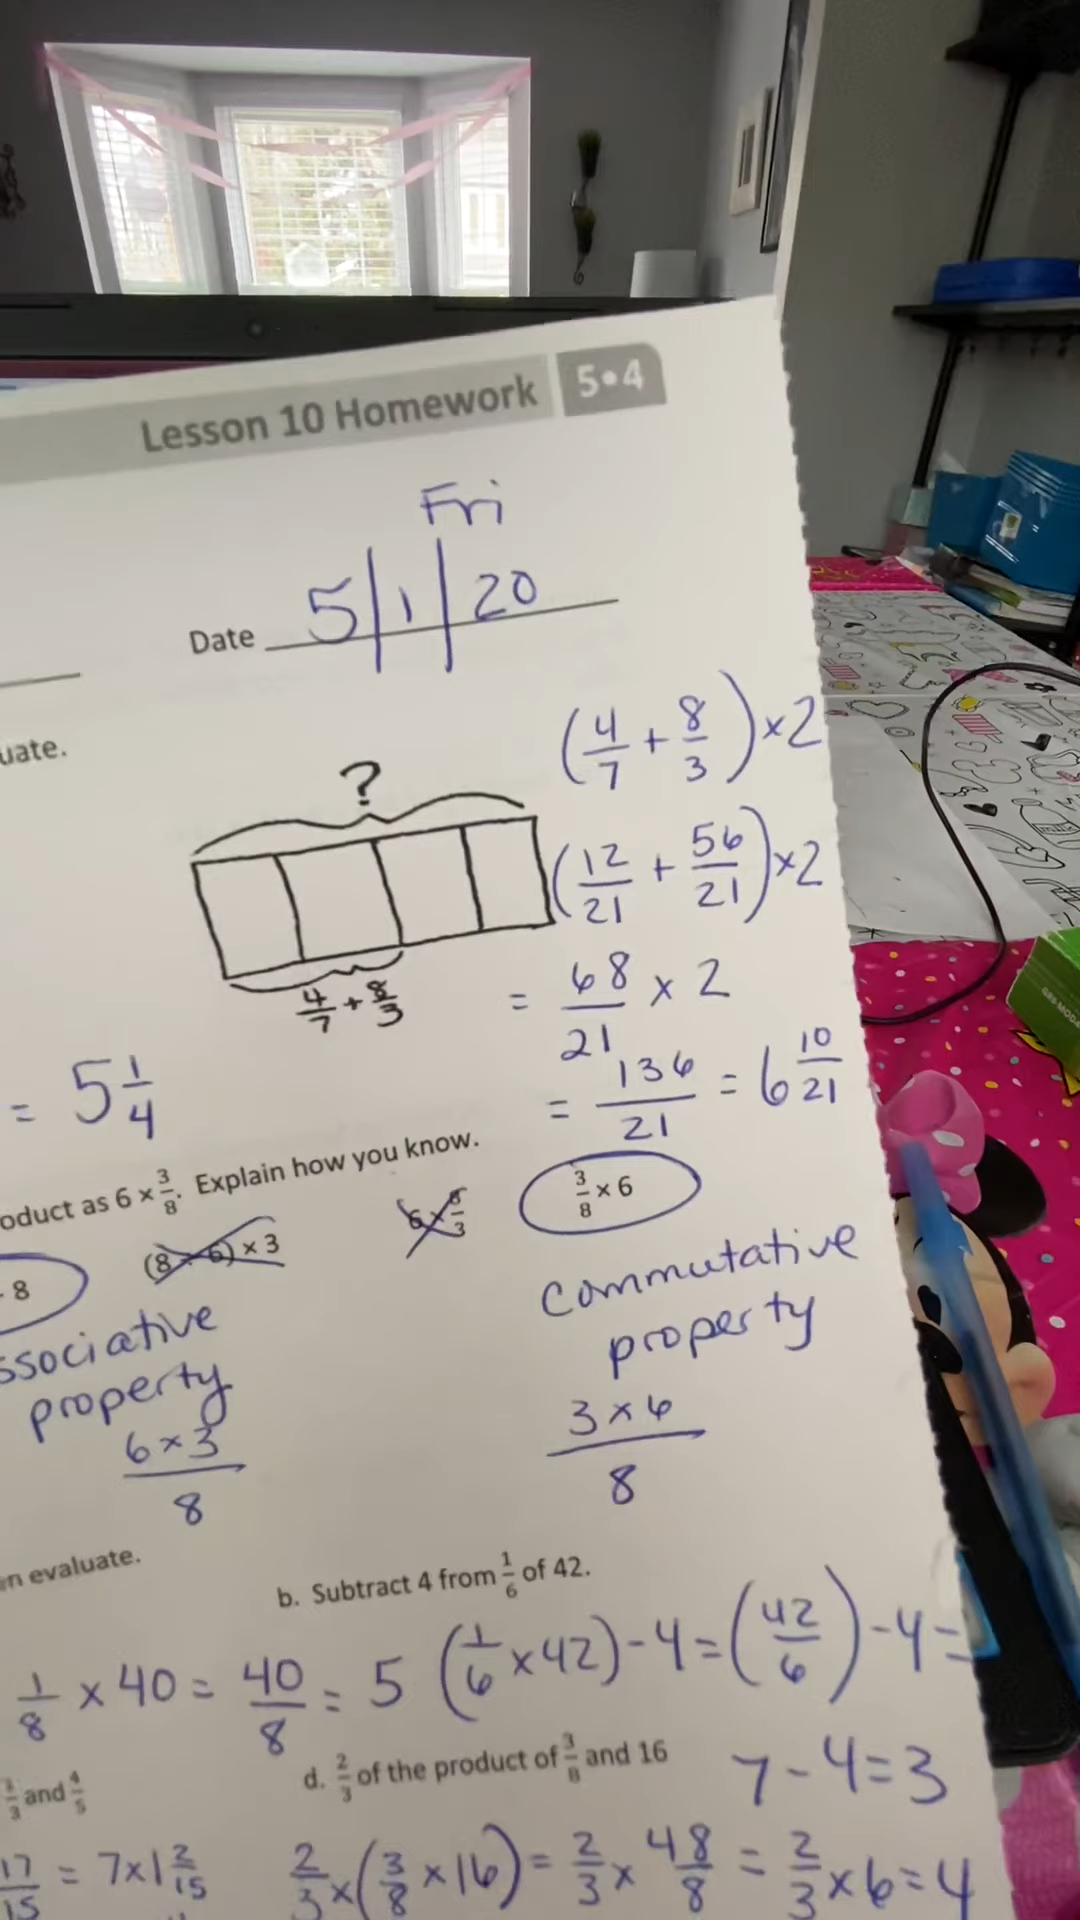 Lesson 10 Homework 5•4
Fri
Date 5|1|20
uate.
(4/7 + 8/3) × 2
?
(12/21 + 56/21) × 2
4/7 + 8/3
= 68/21 × 2
= 5 1/4
= 136/21 = 6 10/21
oduct as 6 × 3/8. Explain how you know.
8
(8 × 6) × 3
6 × 8/3
3/8 × 6
ssociative
property
6 × 3
8
commutative
property
3 × 6
8
en evaluate.
b. Subtract 4 from 1/6 of 42.
1/8 × 40 = 40/8 = 5
(1/6 × 42) - 4 = (42/6) - 4 =
7 - 4 = 3
/3 and 4/5
d. 2/3 of the product of 3/8 and 16
17/15 = 7 × 1 2/15
2/3 × (3/8 × 16) = 2/3 × 48/8 = 2/3 × 6 = 4